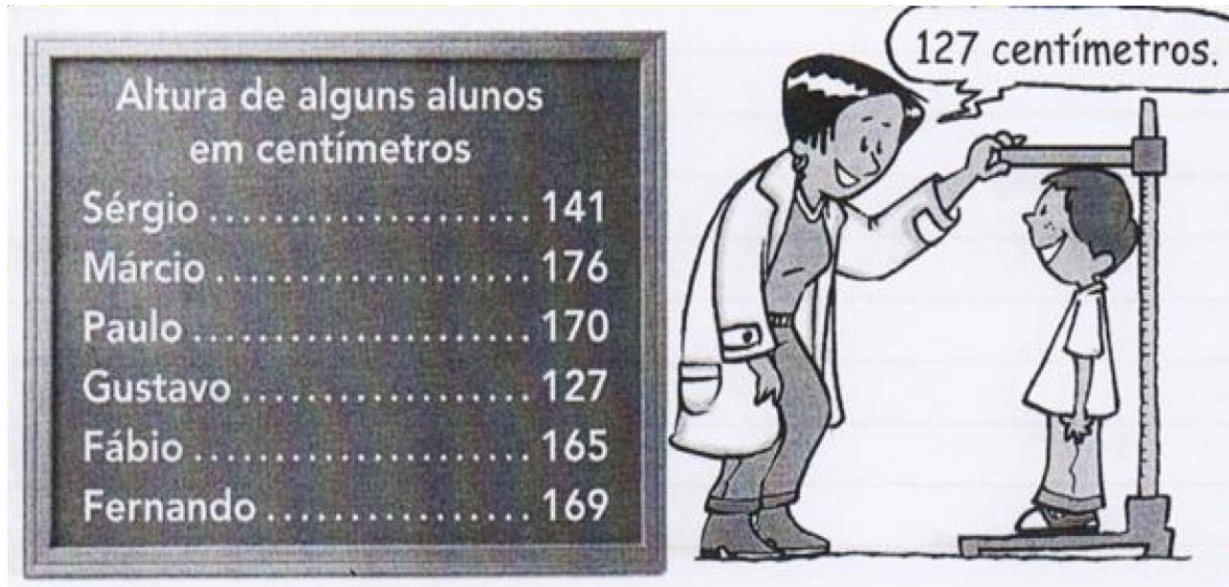 Altura de alguns alunos
em centímetros
Sérgio .................... 141
Márcio ................... 176
Paulo ..................... 170
Gustavo .................. 127
Fábio ..................... 165
Fernando ................ 169
127 centímetros.